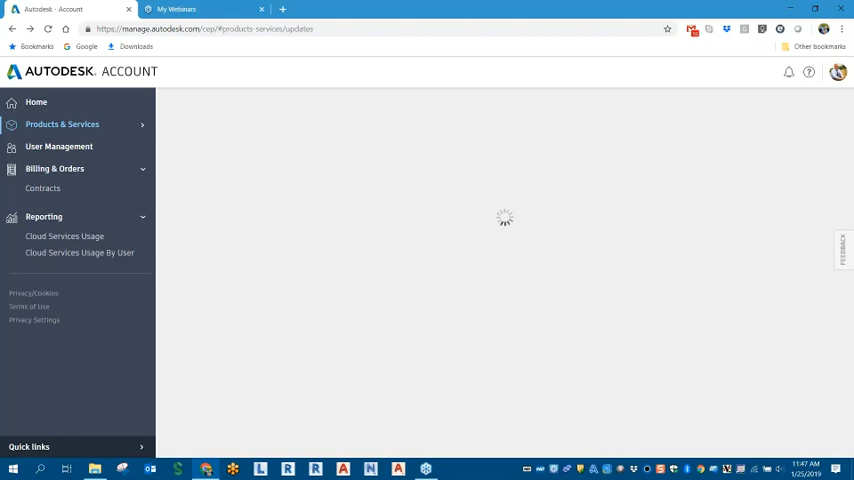 Autodesk - Account
My Webinars
https://manage.autodesk.com/cep/#products-services/updates
Bookmarks
Google
Downloads
Other bookmarks
AUTODESK. ACCOUNT
Home
Products & Services
User Management
Billing & Orders
Contracts
Reporting
Cloud Services Usage
Cloud Services Usage By User
Privacy/Cookies
Terms of Use
Privacy Settings
FEEDBACK
Quick links
L R R A N A
11:47 AM
1/25/2019